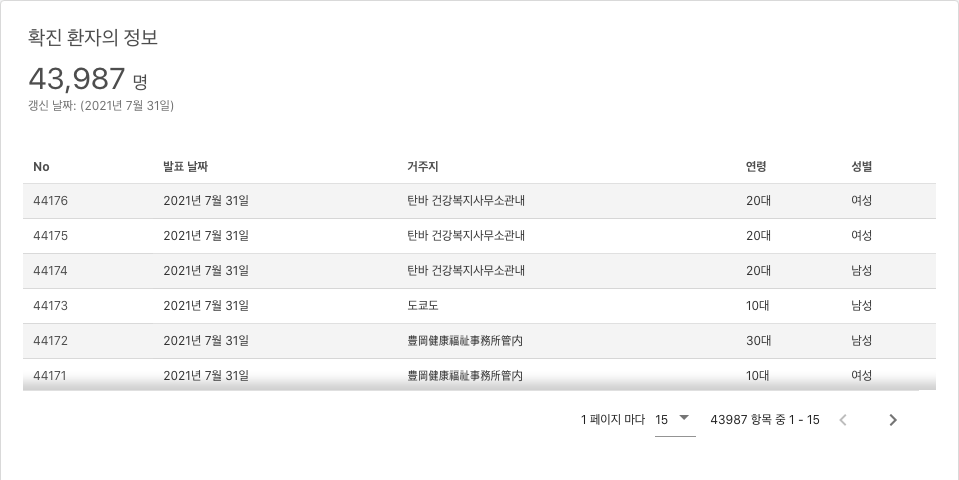 확진 환자의 정보
43,987 명
갱신 날짜: (2021년 7월 31일)
No 발표 날짜 거주지 연령 성별
44176 2021년 7월 31일 탄바 건강복지사무소관내 20대 여성
44175 2021년 7월 31일 탄바 건강복지사무소관내 20대 여성
44174 2021년 7월 31일 탄바 건강복지사무소관내 20대 남성
44173 2021년 7월 31일 도쿄도 10대 남성
44172 2021년 7월 31일 豊岡健康福祉事務所管内 30대 남성
44171 2021년 7월 31일 豊岡健康福祉事務所管内 10대 여성
1 페이지 마다 15 43987 항목 중 1 - 15